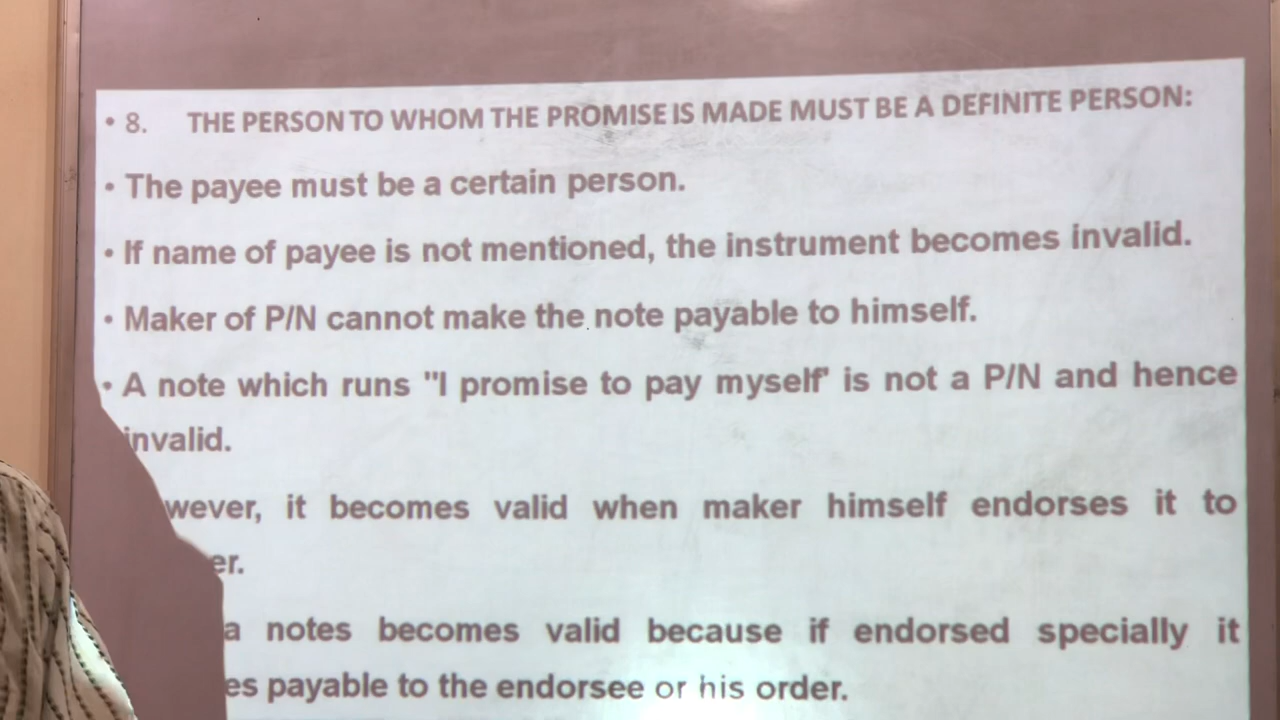 • 8. THE PERSON TO WHOM THE PROMISE IS MADE MUST BE A DEFINITE PERSON:
• The payee must be a certain person.
• If name of payee is not mentioned, the instrument becomes invalid.
• Maker of P/N cannot make the note payable to himself.
• A note which runs "I promise to pay myself' is not a P/N and hence
invalid.
wever, it becomes valid when maker himself endorses it to
er.
a notes becomes valid because if endorsed specially it
es payable to the endorsee or his order.